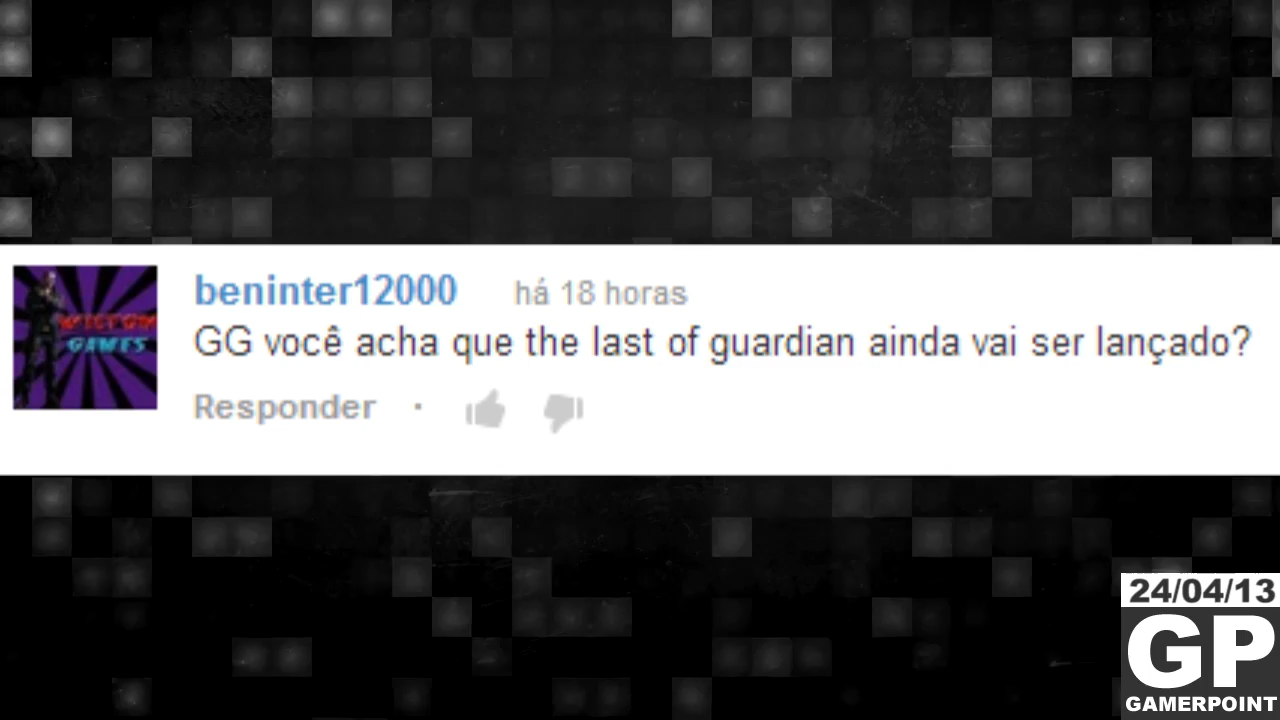 beninter12000 há 18 horas
GG você acha que the last of guardian ainda vai ser lançado?
Responder ·
GAMES
24/04/13
GP
GAMERPOINT